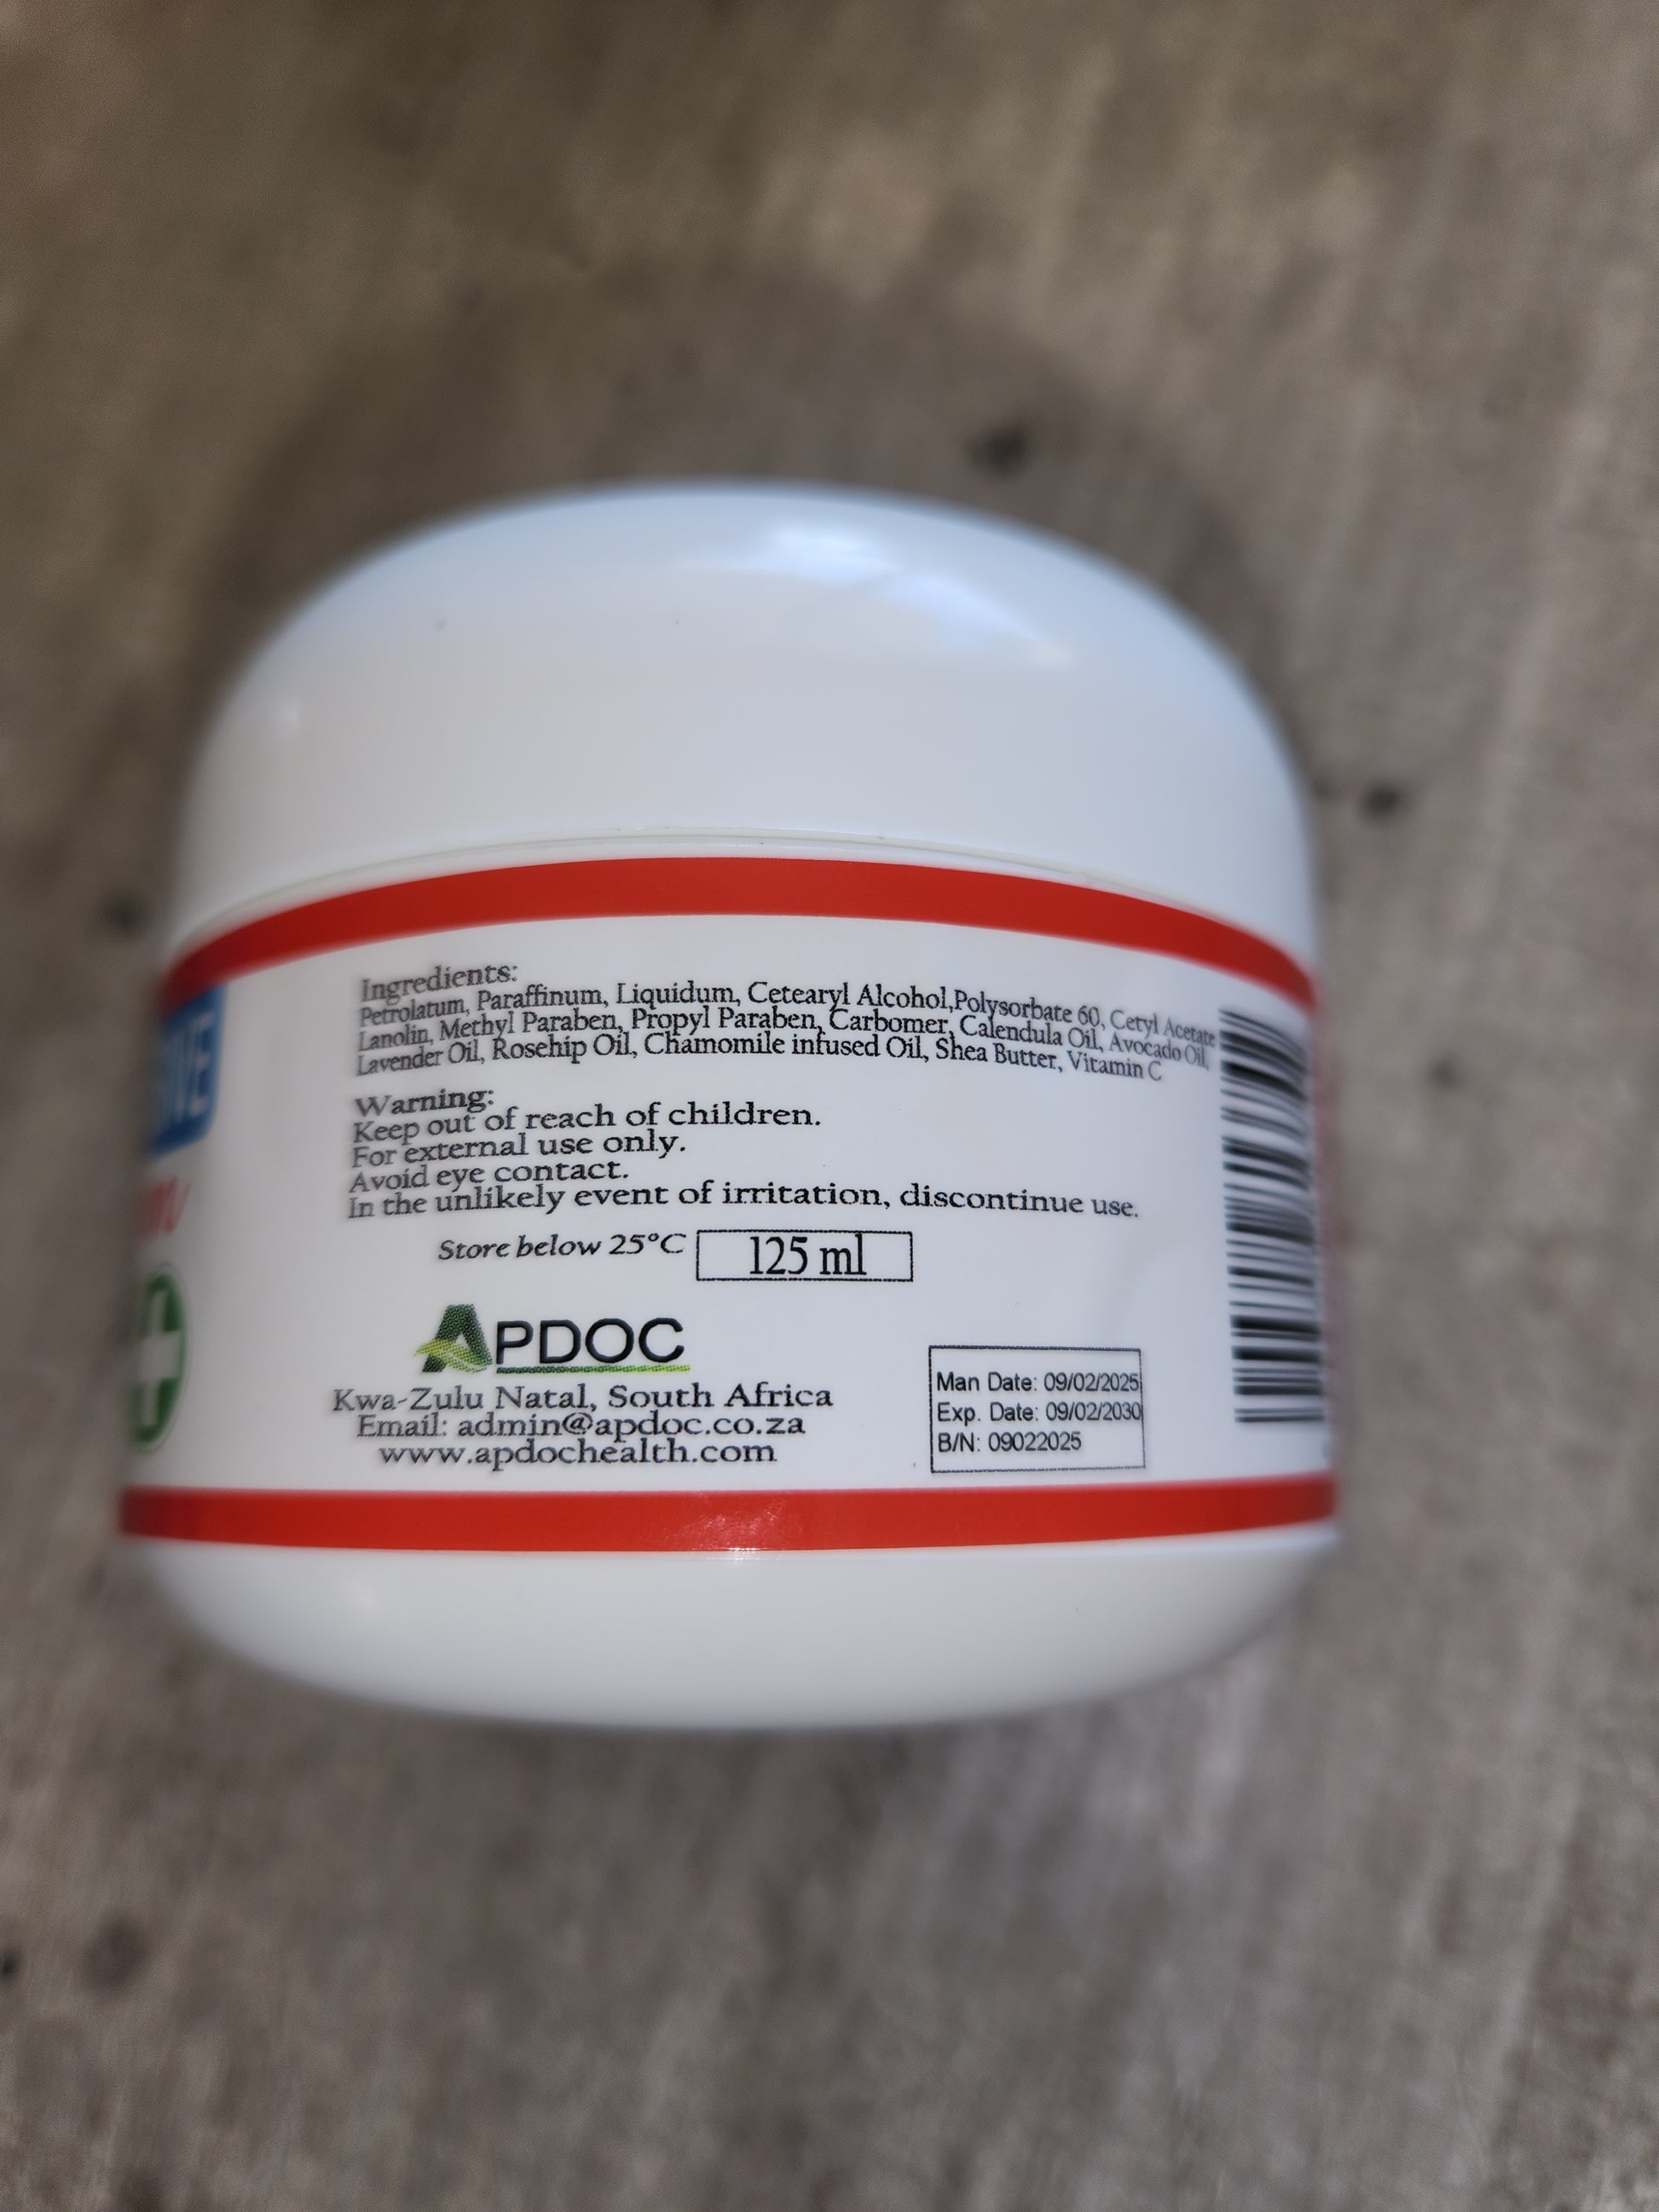 Ingredients:
Petrolatum, Paraffinum, Liquidum, Cetearyl Alcohol,Polysorbate 60, Cetyl Acetate
Lanolin, Methyl Paraben, Propyl Paraben, Carbomer, Calendula Oil, Avocado Oil,
Lavender Oil, Rosehip Oil, Chamomile infused Oil, Shea Butter, Vitamin C
Warning:
Keep out of reach of children.
For external use only.
Avoid eye contact.
In the unlikely event of irritation, discontinue use.
Store below 25°C 125 ml
APDOC
Kwa-Zulu Natal, South Africa
Email: admin@apdoc.co.za
www.apdochealth.com
Man Date: 09/02/2025
Exp. Date: 09/02/2030
B/N: 09022025